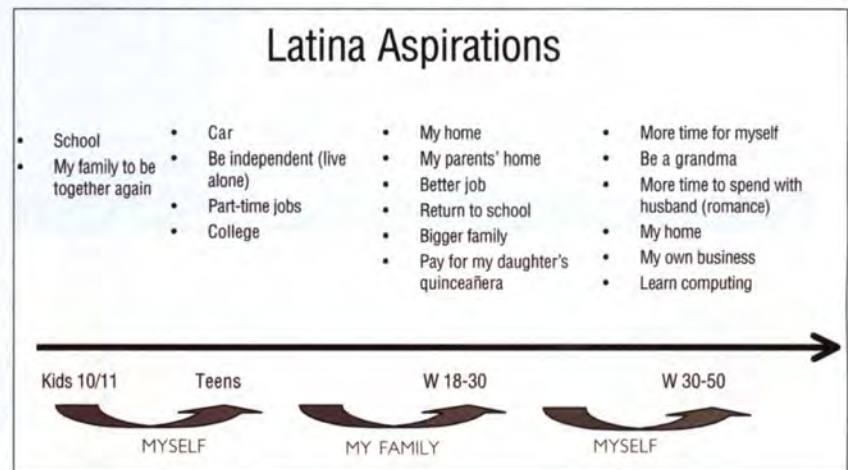 Latina Aspirations
• School
• My family to be
together again
• Car
• Be independent (live
alone)
• Part-time jobs
• College
• My home
• My parents' home
• Better job
• Return to school
• Bigger family
• Pay for my daughter's
quinceañera
• More time for myself
• Be a grandma
• More time to spend with
husband (romance)
• My home
• My own business
• Learn computing
Kids 10/11 Teens W 18-30 W 30-50
MYSELF MY FAMILY MYSELF